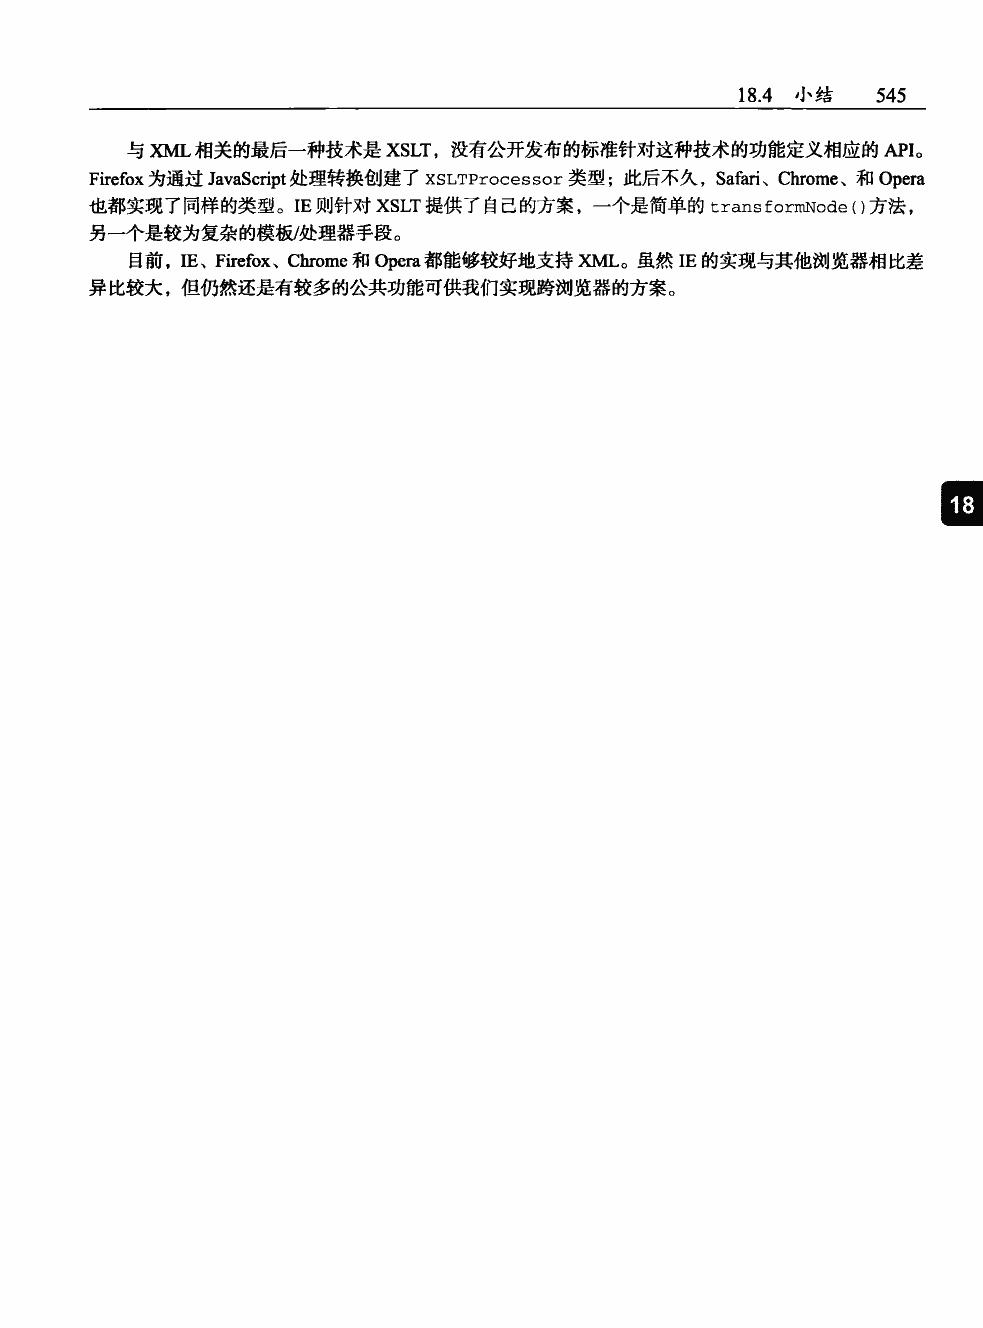 18.4 小结 545
与 XML 相关的最后一种技术是 XSLT，没有公开发布的标准针对这种技术的功能定义相应的 API。
Firefox 为通过 JavaScript 处理转换创建了 XSLTProcessor 类型；此后不久，Safari、Chrome、和 Opera
也都实现了同样的类型。IE 则针对 XSLT 提供了自己的方案，一个是简单的 transformNode()方法，
另一个是较为复杂的模板/处理器手段。
目前，IE、Firefox、Chrome 和 Opera 都能够较好地支持 XML。虽然 IE 的实现与其他浏览器相比差
异比较大，但仍然还是有较多的公共功能可供我们实现跨浏览器的方案。
18